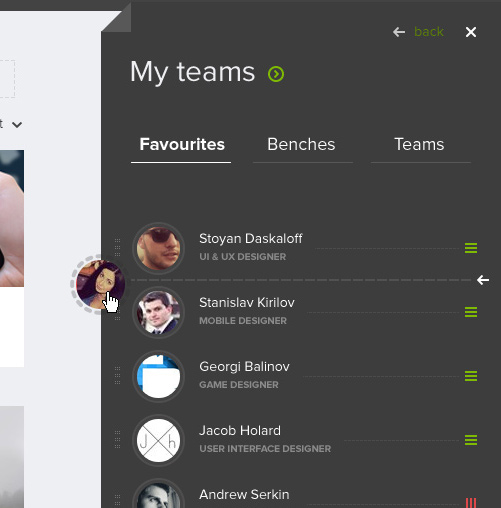 back
My teams
Favourites Benches Teams
t
Stoyan Daskaloff
UI & UX DESIGNER
Stanislav Kirilov
MOBILE DESIGNER
Georgi Balinov
GAME DESIGNER
J h
Jacob Holard
USER INTERFACE DESIGNER
Andrew Serkin